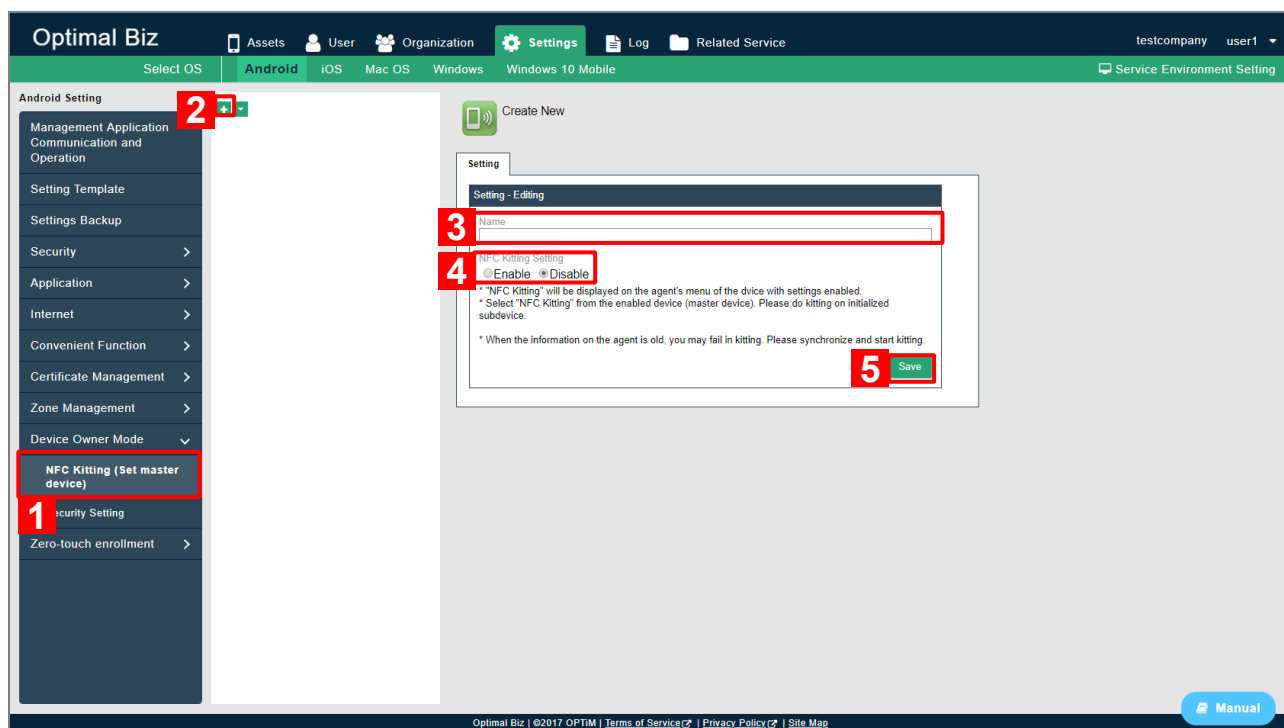 Optimal Biz
Assets User Organization Settings Log Related Service
testcompany user1
Select OS Android iOS Mac OS Windows Windows 10 Mobile
Service Environment Setting
Android Setting
2
Management Application
Communication and
Operation
Setting Template
Settings Backup
Security
Application
Internet
Convenient Function
Certificate Management
Zone Management
Device Owner Mode
NFC Kitting (Set master
device)
1
ecurity Setting
Zero-touch enrollment
Create New
Setting
Setting - Editing
3
Name
4
NFC Kitting Setting
Enable Disable
* "NFC Kitting" will be displayed on the agent's menu of the dvice with settings enabled.
* Select "NFC Kitting" from the enabled device (master device). Please do kitting on initialized
subdevice.
* When the information on the agent is old, you may fail in kitting. Please synchronize and start kitting.
5
Save
Manual
Optimal Biz | ©2017 OPTiM | Terms of Service | Privacy Policy | Site Map